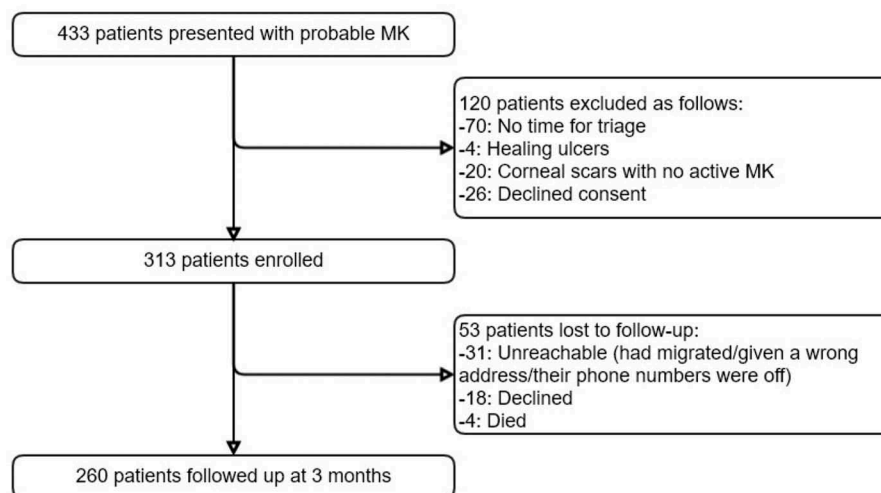 433 patients presented with probable MK
120 patients excluded as follows:
-70: No time for triage
-4: Healing ulcers
-20: Corneal scars with no active MK
-26: Declined consent
313 patients enrolled
53 patients lost to follow-up:
-31: Unreachable (had migrated/given a wrong
address/their phone numbers were off)
-18: Declined
-4: Died
260 patients followed up at 3 months